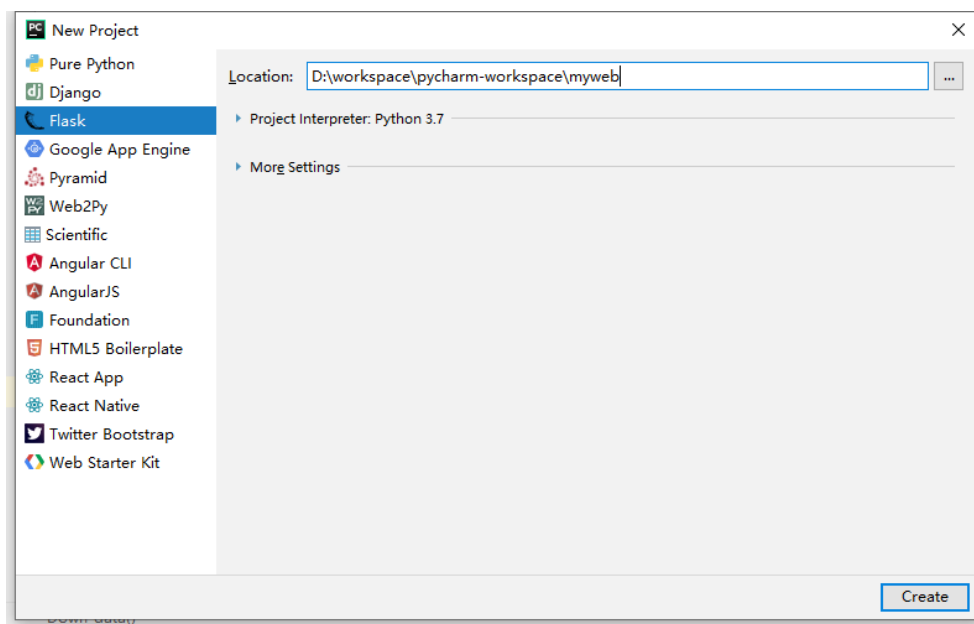 New Project
Pure Python
Django
Flask
Google App Engine
Pyramid
Web2Py
Scientific
Angular CLI
AngularJS
Foundation
HTML5 Boilerplate
React App
React Native
Twitter Bootstrap
Web Starter Kit
Location: D:\workspace\pycharm-workspace\myweb ...
Project Interpreter: Python 3.7
More Settings
Create